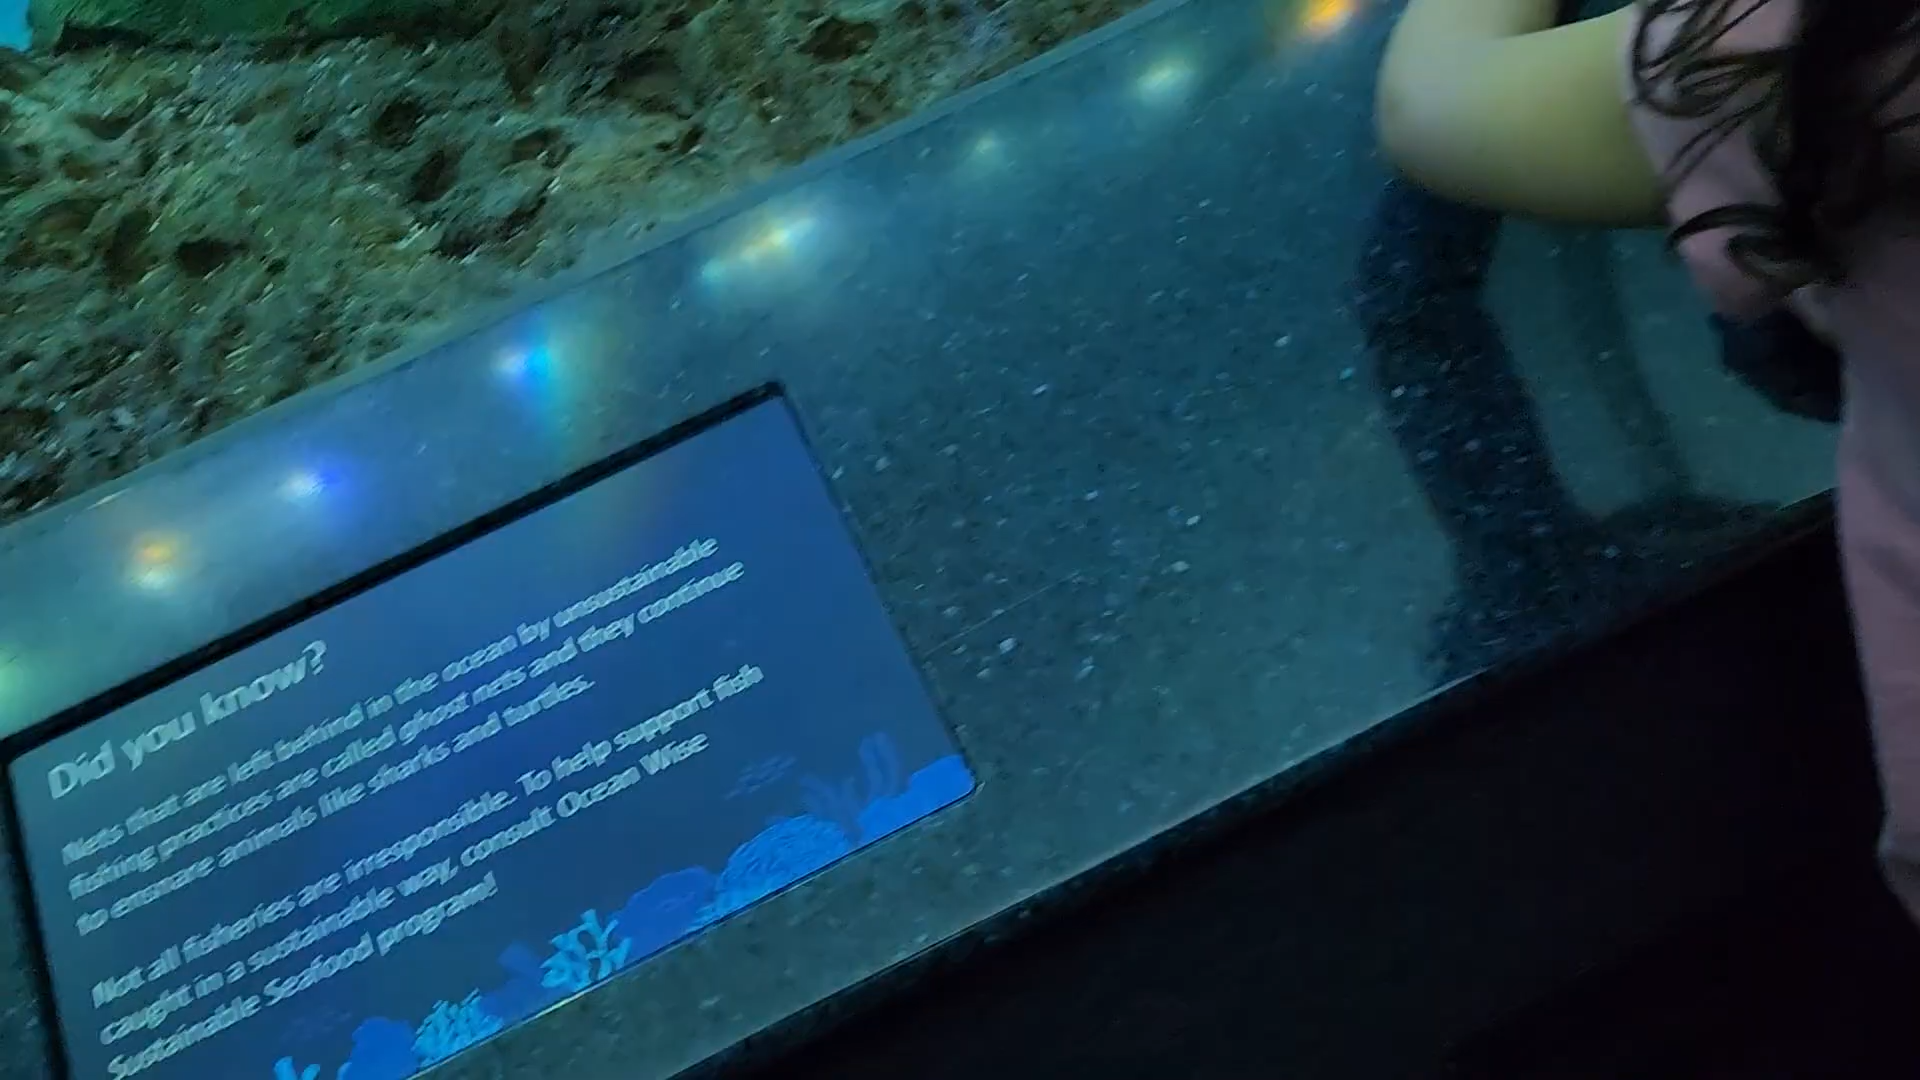 Did you know?
Nets that are left behind in the ocean by unsustainable
fishing practices are called ghost nets and they continue
to ensnare animals like sharks and turtles.
Not all fisheries are irresponsible. To help support fish
caught in a sustainable way, consult Ocean Wise
Sustainable Seafood program!